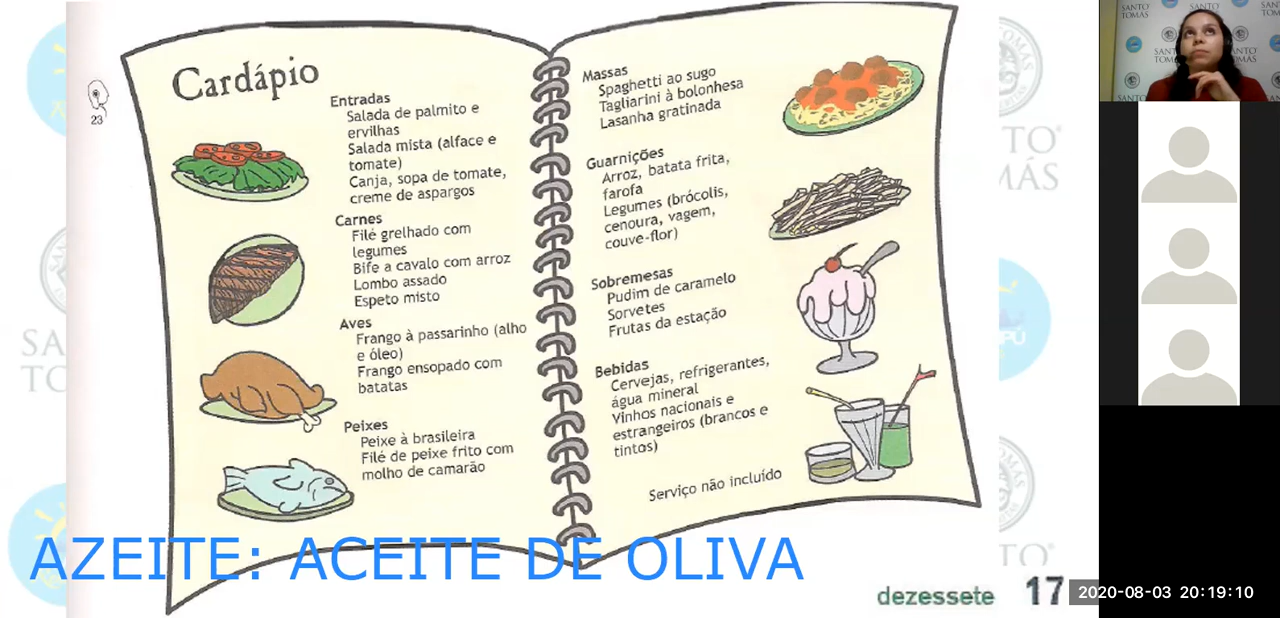 Cardápio
23
Entradas
Salada de palmito e
ervilhas
Salada mista (alface e
tomate)
Canja, sopa de tomate,
creme de aspargos
Carnes
Filé grelhado com
legumes
Bife a cavalo com arroz
Lombo assado
Espeto misto
Aves
Frango à passarinho (alho
e óleo)
Frango ensopado com
batatas
Peixes
Peixe à brasileira
Filé de peixe frito com
molho de camarão
Massas
Spaghetti ao sugo
Tagliarini à bolonhesa
Lasanha gratinada
Guarnições
Arroz, batata frita,
farofa
Legumes (brócolis,
cenoura, vagem,
couve-flor)
Sobremesas
Pudim de caramelo
Sorvetes
Frutas da estação
Bebidas
Cervejas, refrigerantes,
água mineral
Vinhos nacionais e
estrangeiros (brancos e
tintos)
Serviço não incluído
AZEITE: ACEITE DE OLIVA
dezessete 17
2020-08-03 20:19:10
SANTO
TOMÁS